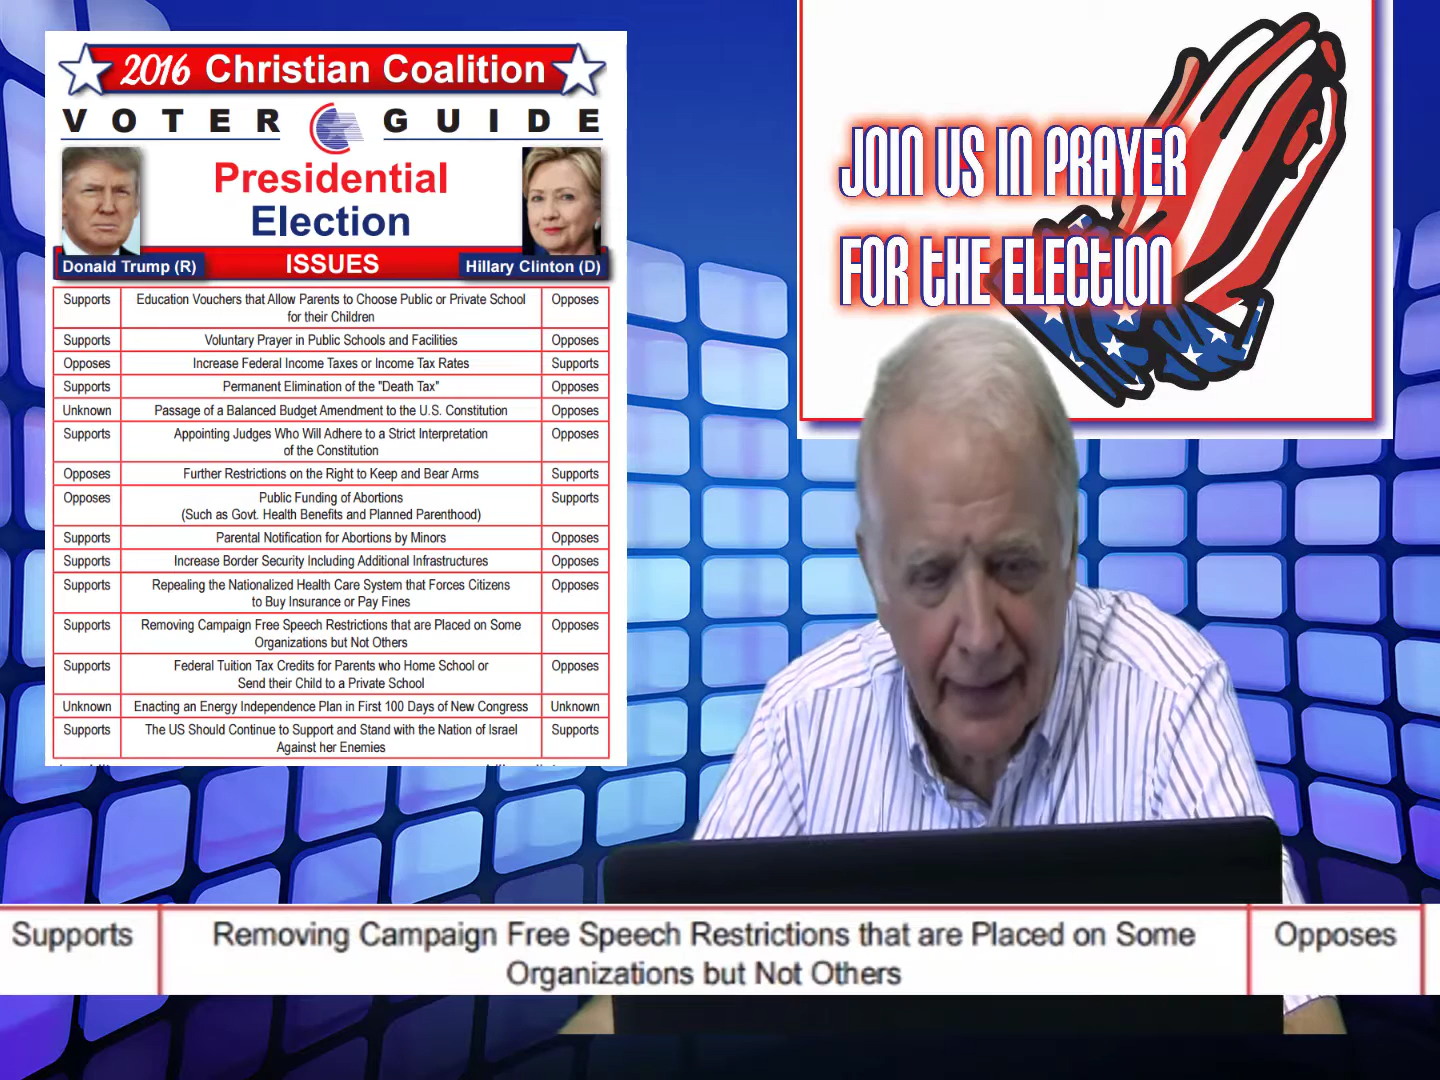 2016 Christian Coalition
VOTER GUIDE
Presidential
Election
Donald Trump (R)
ISSUES
Hillary Clinton (D)
Supports
Education Vouchers that Allow Parents to Choose Public or Private School
for their Children
Opposes
Supports
Voluntary Prayer in Public Schools and Facilities
Opposes
Opposes
Increase Federal Income Taxes or Income Tax Rates
Supports
Supports
Permanent Elimination of the "Death Tax"
Opposes
Unknown
Passage of a Balanced Budget Amendment to the U.S. Constitution
Opposes
Supports
Appointing Judges Who Will Adhere to a Strict Interpretation
of the Constitution
Opposes
Opposes
Further Restrictions on the Right to Keep and Bear Arms
Supports
Opposes
Public Funding of Abortions
(Such as Govt. Health Benefits and Planned Parenthood)
Supports
Supports
Parental Notification for Abortions by Minors
Opposes
Supports
Increase Border Security Including Additional Infrastructures
Opposes
Supports
Repealing the Nationalized Health Care System that Forces Citizens
to Buy Insurance or Pay Fines
Opposes
Supports
Removing Campaign Free Speech Restrictions that are Placed on Some
Organizations but Not Others
Opposes
Supports
Federal Tuition Tax Credits for Parents who Home School or
Send their Child to a Private School
Opposes
Unknown
Enacting an Energy Independence Plan in First 100 Days of New Congress
Unknown
Supports
The US Should Continue to Support and Stand with the Nation of Israel
Against her Enemies
Supports
JOIN US IN PRAYER
FOR THE ELECTION
Supports
Removing Campaign Free Speech Restrictions that are Placed on Some
Organizations but Not Others
Opposes